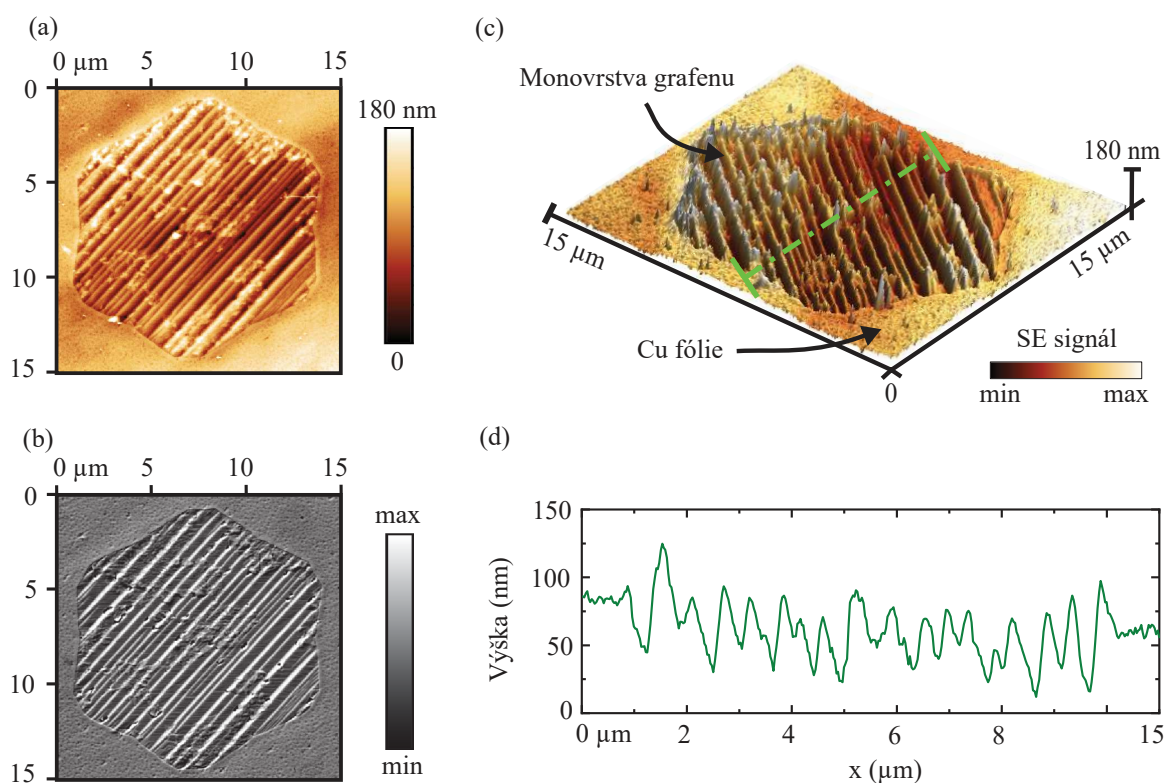 (a)
0 µm 5 10 15
0
5
10
15
180 nm
0
(b)
0 µm 5 10 15
0
5
10
15
max
min
(c)
Monovrstva grafenu
180 nm
15 µm
15 µm
Cu fólie
0
SE signál
min max
(d)
Výška (nm)
150
100
50
0
0 µm 2 4 6 8 15
x (µm)